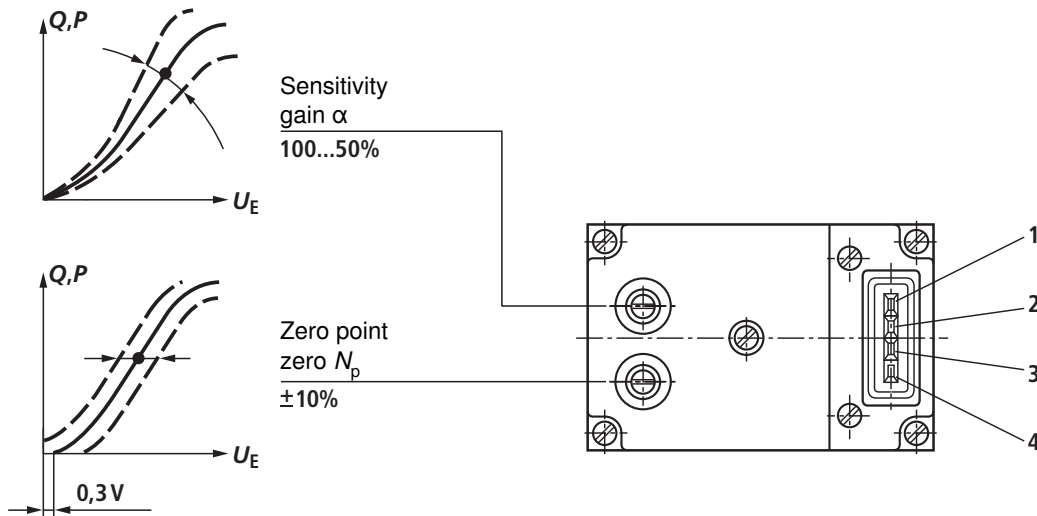 Q,P
Sensitivity
gain α
100...50%
U_E
1
2
3
4
Q,P
Zero point
zero N_p
±10%
U_E
0,3 V